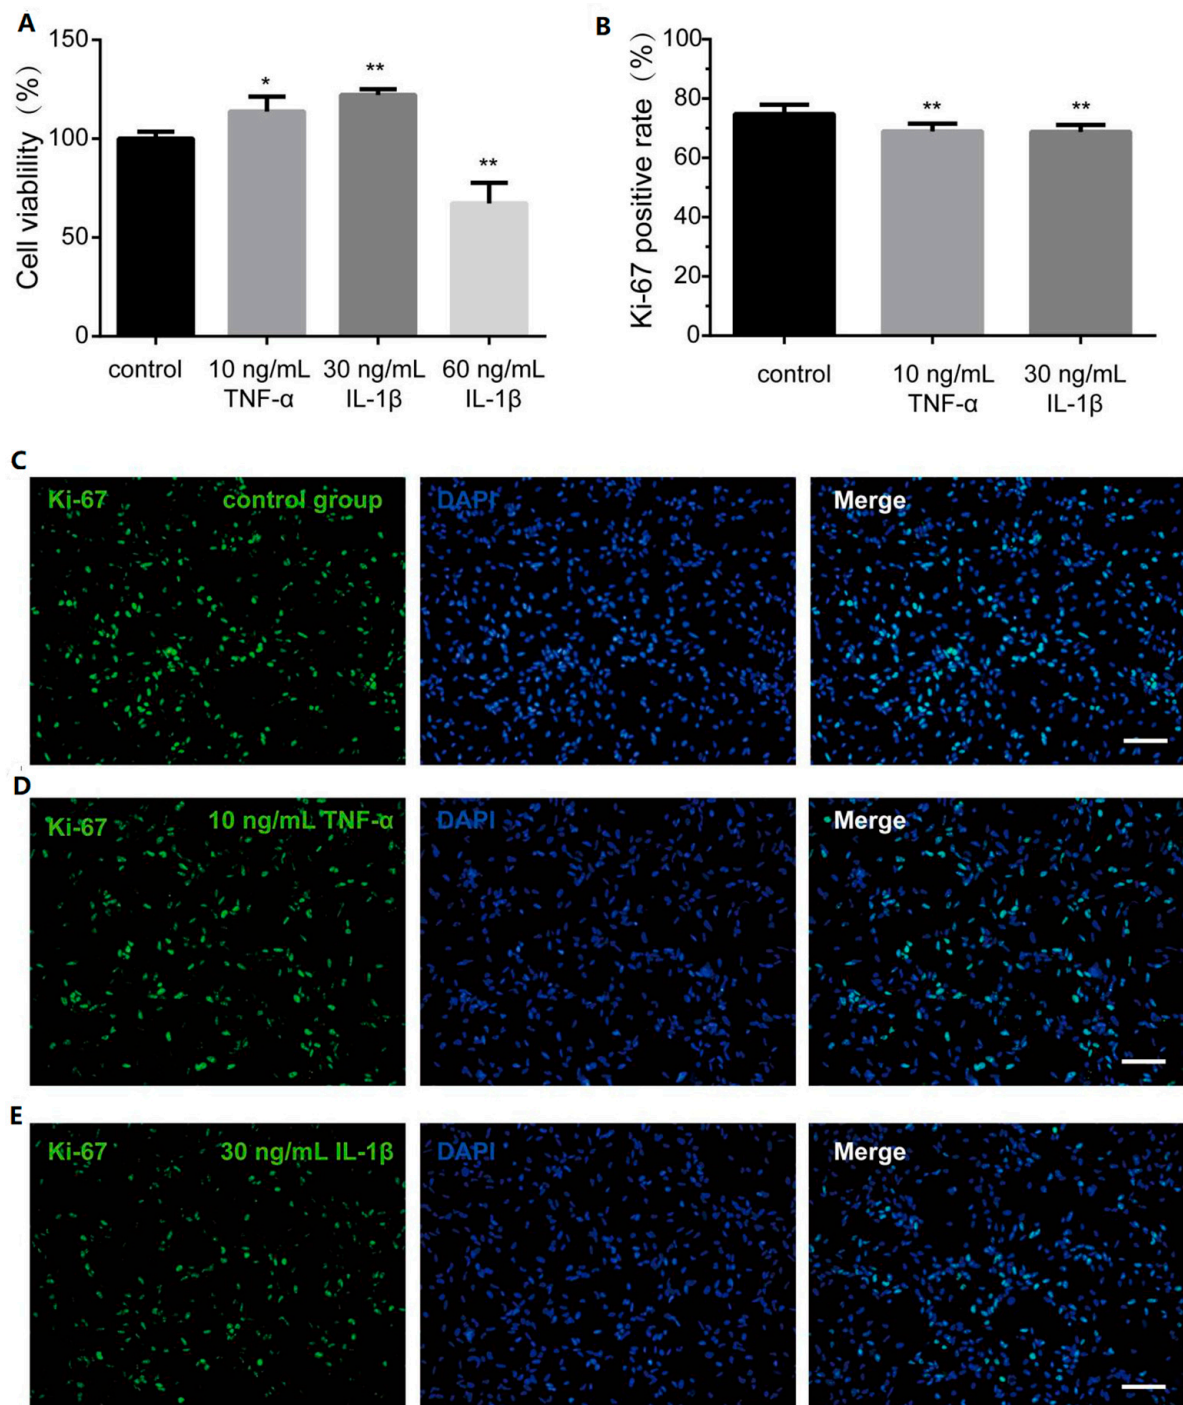 A
Cell viablility (%)
150
100
50
0
* ** **
control 10 ng/mL 30 ng/mL 60 ng/mL
TNF-α IL-1β IL-1β
B
Ki-67 positive rate (%)
100
80
60
40
20
0
** **
control 10 ng/mL 30 ng/mL
TNF-α IL-1β
C
Ki-67 control group DAPI Merge
D
Ki-67 10 ng/mL TNF-α DAPI Merge
E
Ki-67 30 ng/mL IL-1β DAPI Merge